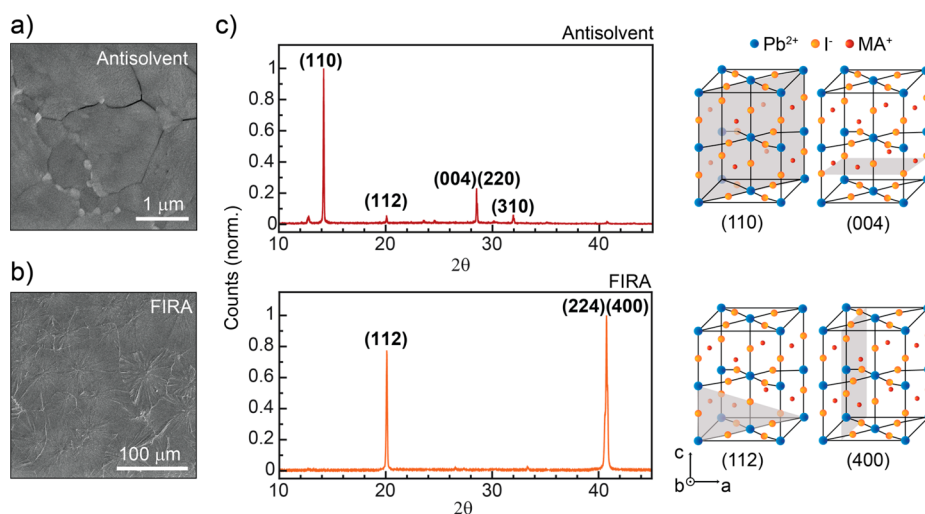 a)
Antisolvent
1 μm
b)
FIRA
100 μm
c)
Counts (norm.)
Antisolvent
(110)
(112)
(004)(220)
(310)
1
0.8
0.6
0.4
0.2
0
10 20 30 40
2θ
FIRA
(112)
(224)(400)
1
0.8
0.6
0.4
0.2
0
10 20 30 40
2θ
Pb²⁺ I⁻ MA⁺
(110) (004)
(112) (400)
c
b a